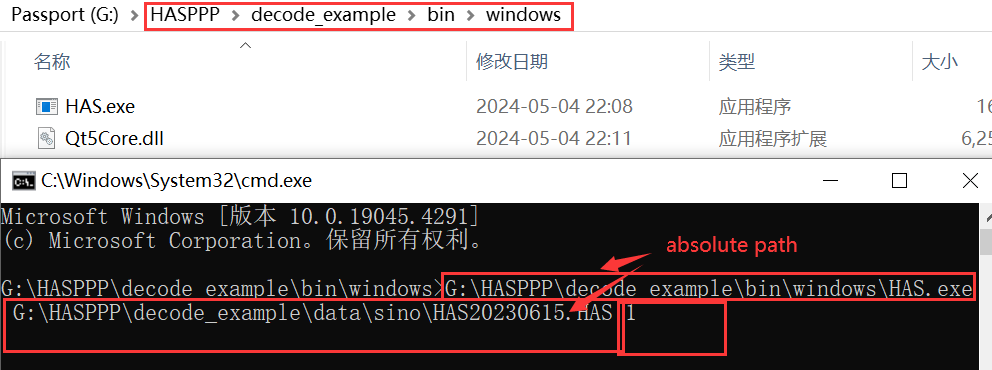 Passport (G:) > HASPPP > decode_example > bin > windows
名称 修改日期 类型 大小
HAS.exe 2024-05-04 22:08 应用程序 16
Qt5Core.dll 2024-05-04 22:11 应用程序扩展 6,25
C:\Windows\System32\cmd.exe
Microsoft Windows [版本 10.0.19045.4291]
(c) Microsoft Corporation。保留所有权利。
absolute path
G:\HASPPP\decode_example\bin\windows>G:\HASPPP\decode_example\bin\windows\HAS.exe
G:\HASPPP\decode_example\data\sino\HAS20230615.HAS 1